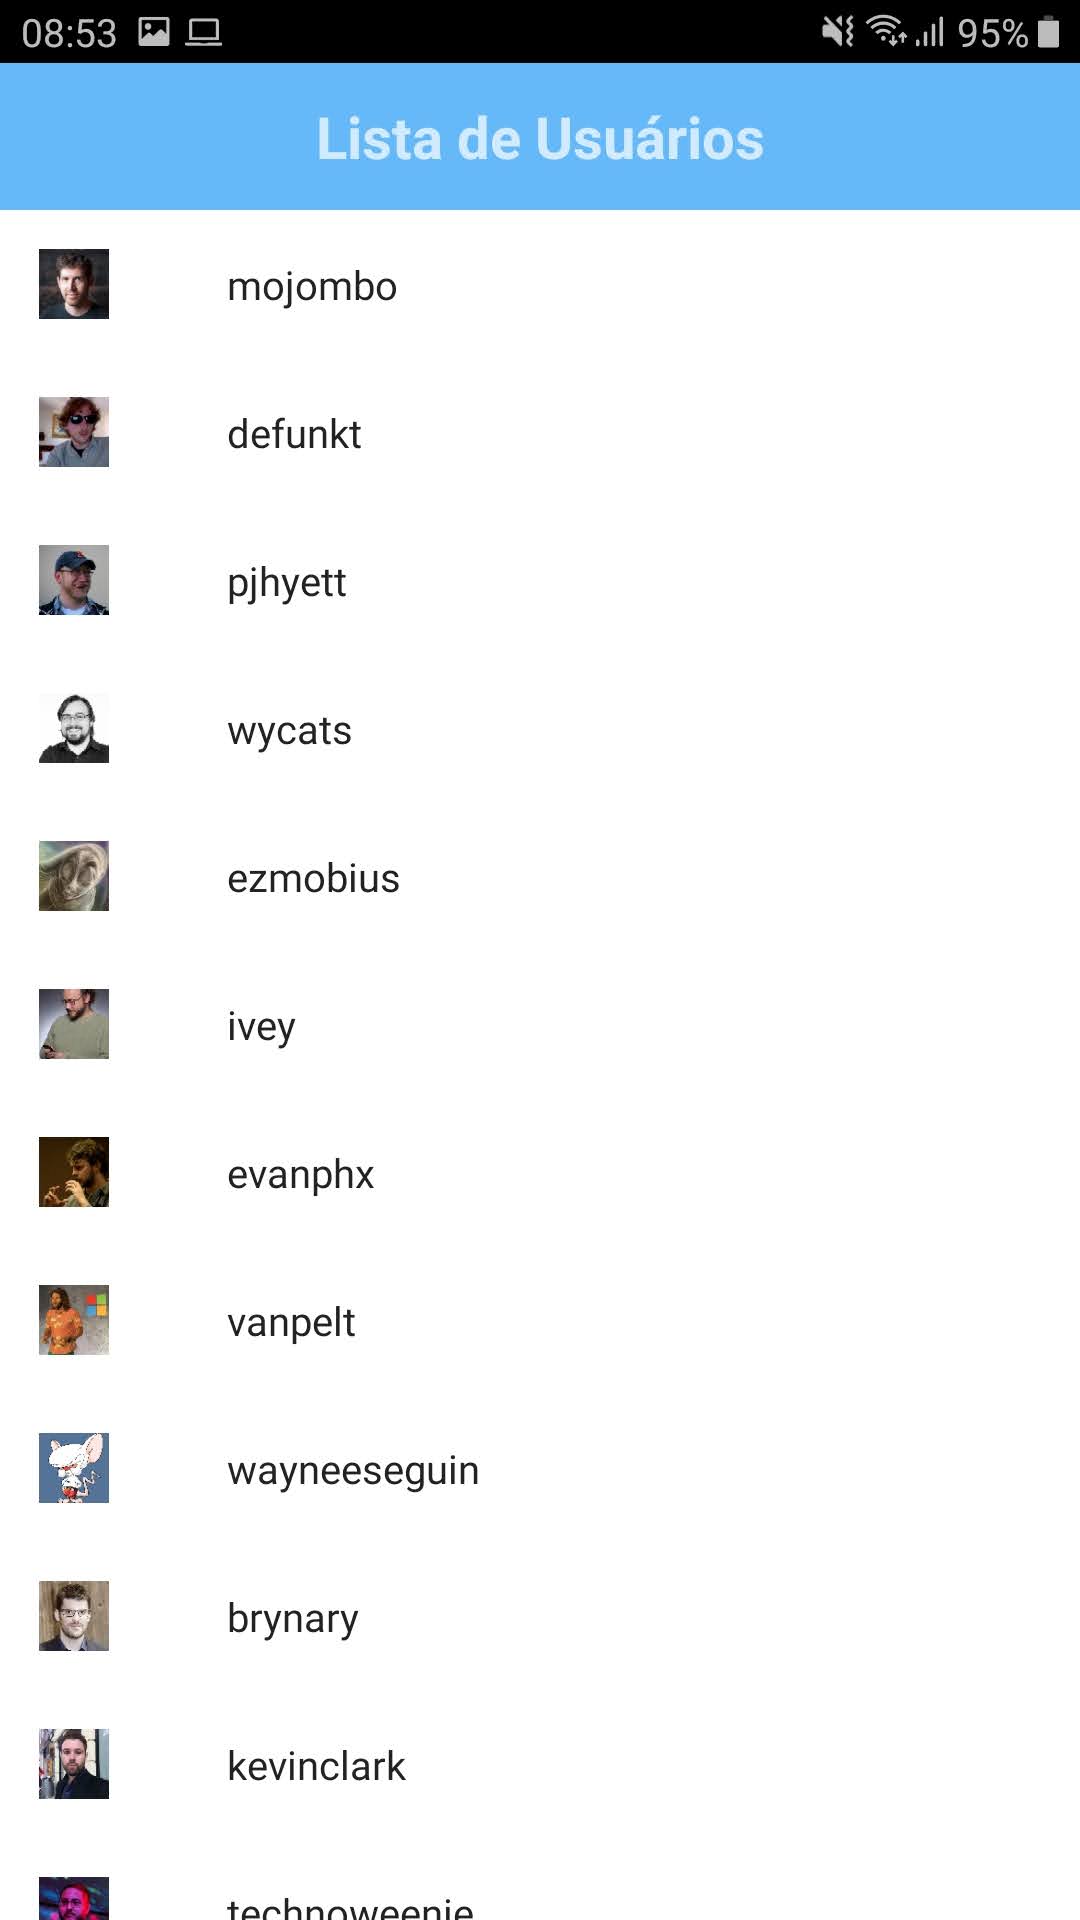 08:53 95%
Lista de Usuários
mojombo
defunkt
pjhyett
wycats
ezmobius
ivey
evanphx
vanpelt
wayneeseguin
brynary
kevinclark
technoweenie